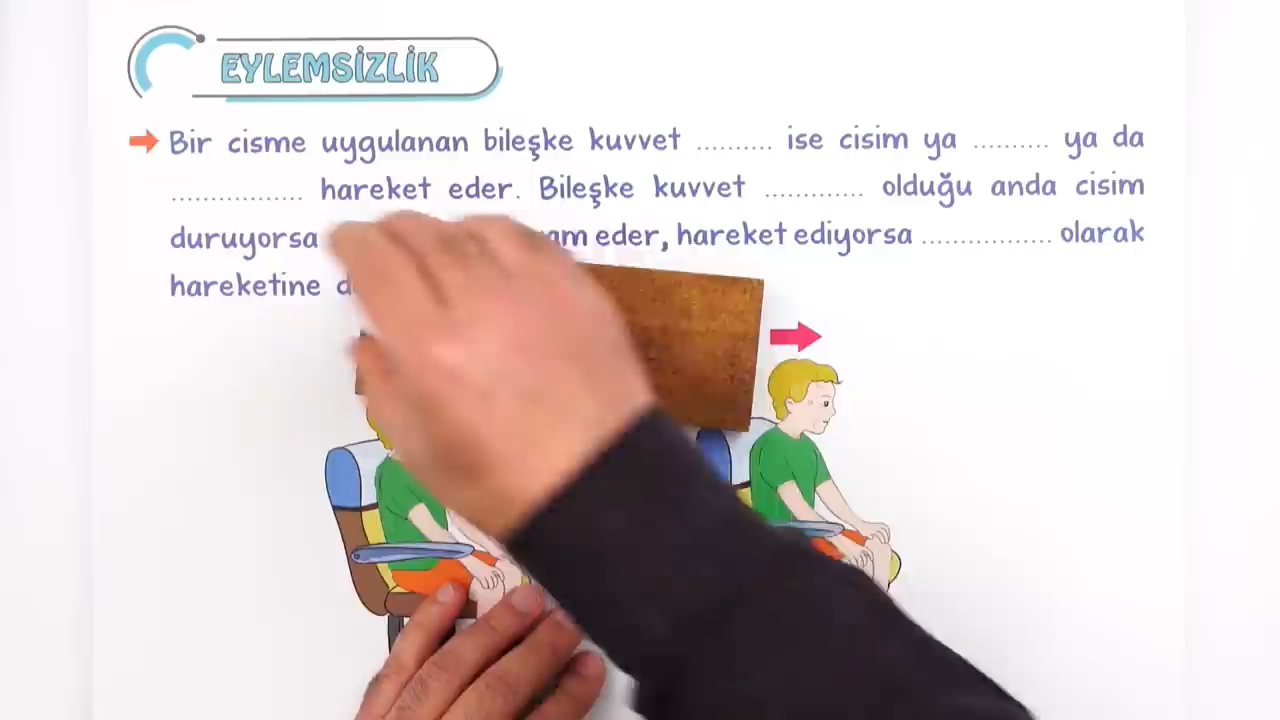 EYLEMSİZLİK
Bir cisme uygulanan bileşke kuvvet .......... ise cisim ya .......... ya da
................. hareket eder. Bileşke kuvvet ............. olduğu anda cisim
duruyorsa eder, hareket ediyorsa ................. olarak
hareketine